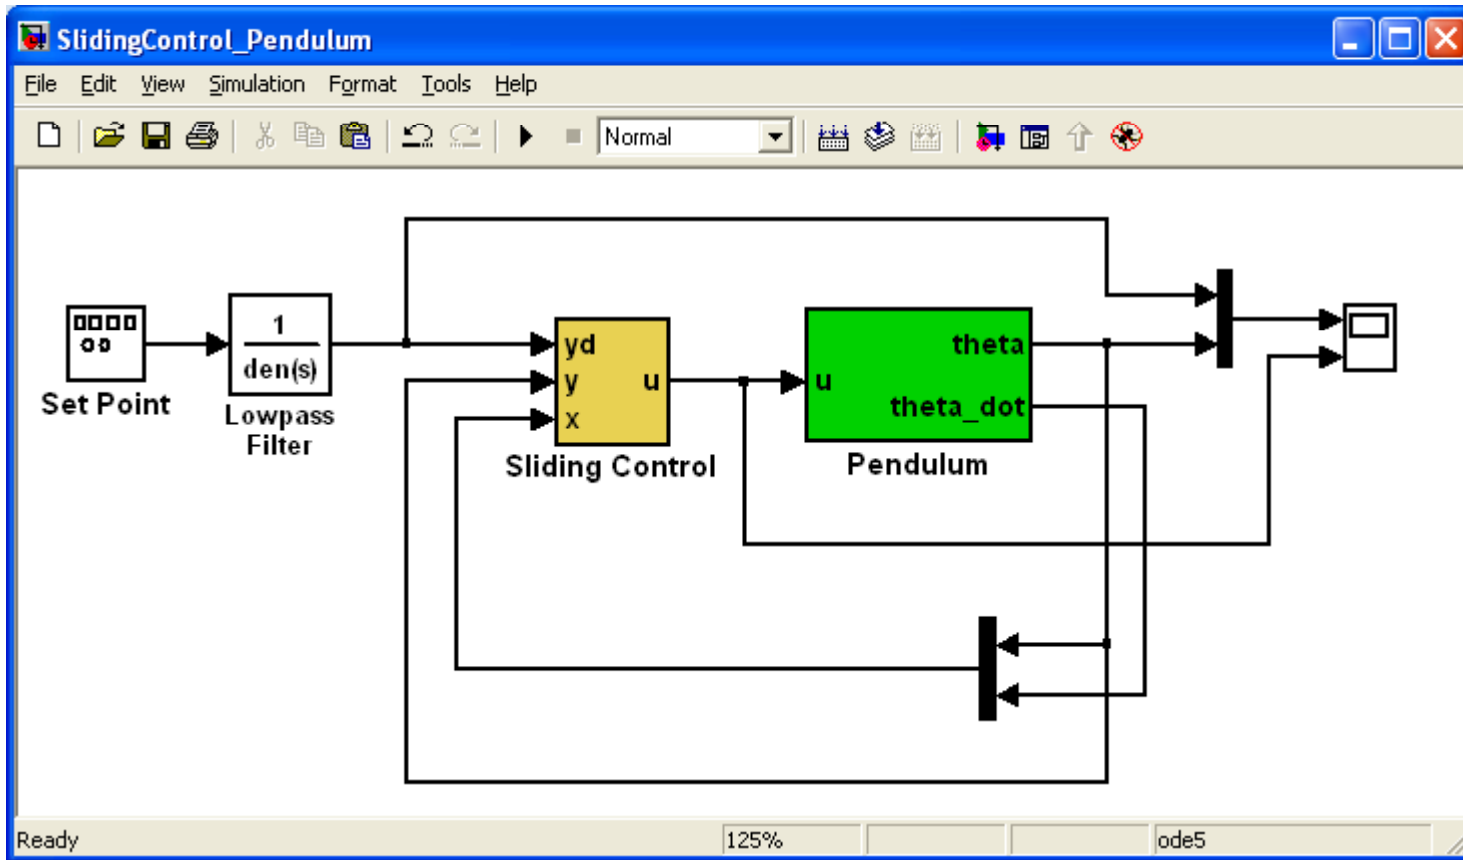 SlidingControl_Pendulum
File Edit View Simulation Format Tools Help
Normal
Set Point
1
den(s)
Lowpass
Filter
yd
y
x
u
Sliding Control
u
theta
theta_dot
Pendulum
Ready
125%
ode5